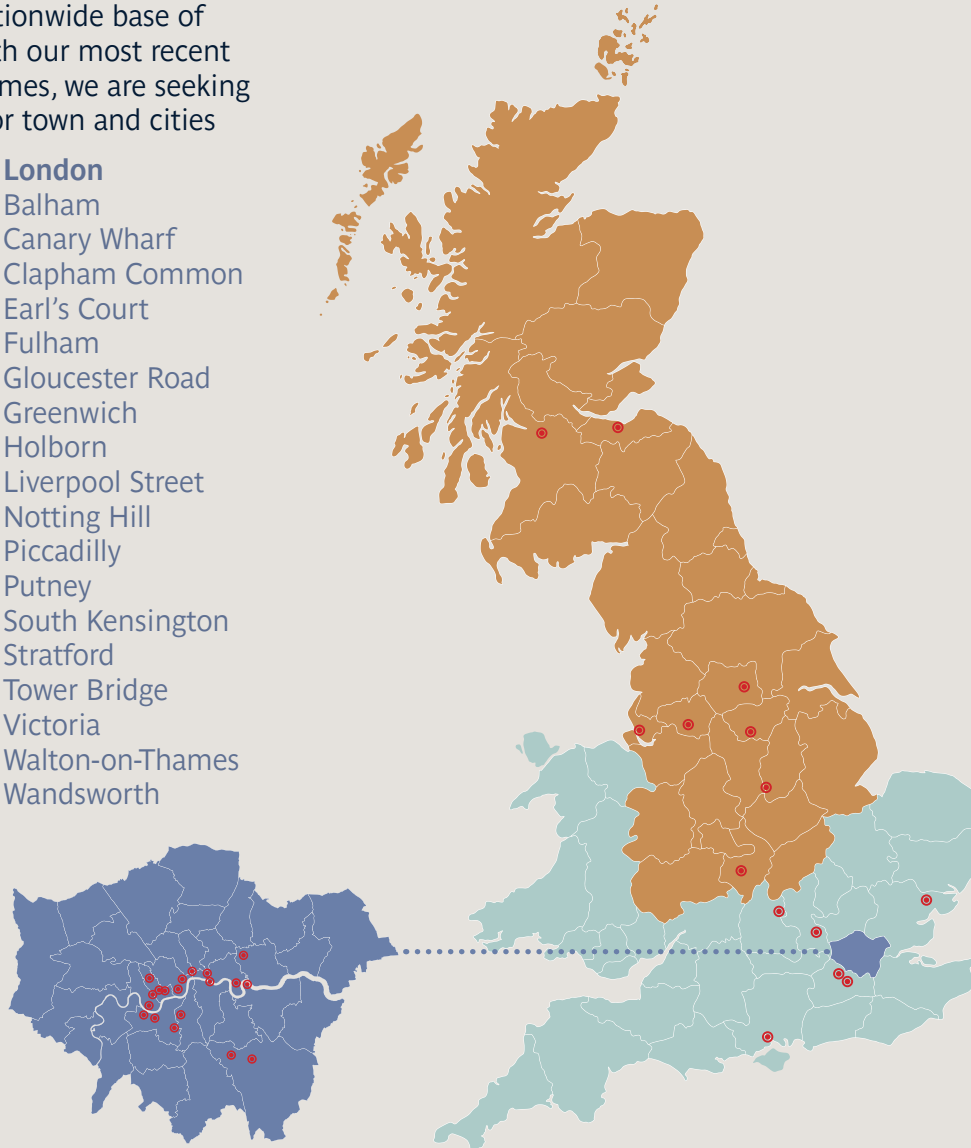 tionwide base of
th our most recent
mes, we are seeking
or town and cities
London
Balham
Canary Wharf
Clapham Common
Earl’s Court
Fulham
Gloucester Road
Greenwich
Holborn
Liverpool Street
Notting Hill
Piccadilly
Putney
South Kensington
Stratford
Tower Bridge
Victoria
Walton-on-Thames
Wandsworth